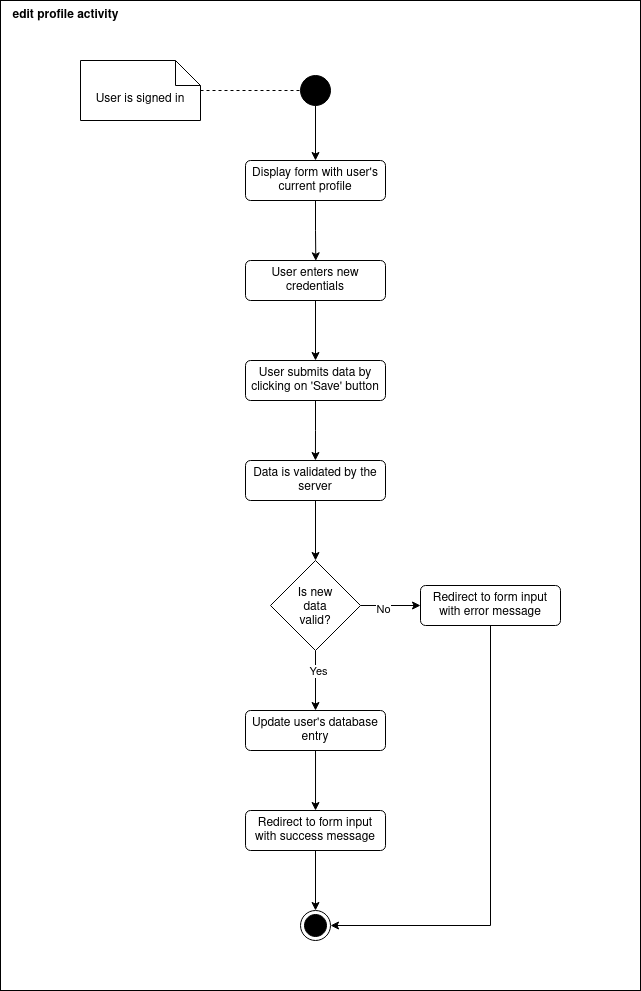 edit profile activity
User is signed in
Display form with user's
current profile
User enters new
credentials
User submits data by
clicking on 'Save' button
Data is validated by the
server
Is new
data
valid?
No
Redirect to form input
with error message
Yes
Update user's database
entry
Redirect to form input
with success message